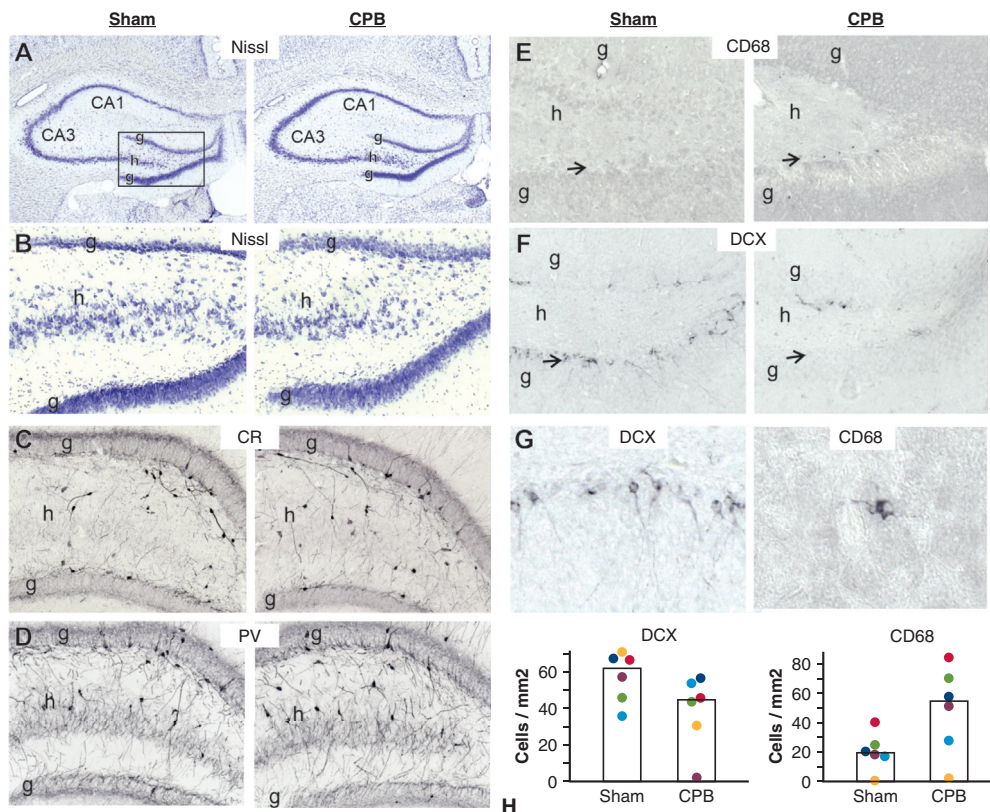 Sham CPB Sham CPB
A Nissl
CA1
CA3
g
h
g
CA1
CA3
g
h
g
B Nissl
g
h
g
g
h
g
C CR
g
h
g
g
h
g
D PV
g
h
g
g
h
g
E CD68
g
h
g
g
h
g
F DCX
g
h
g
g
h
g
G DCX CD68
DCX
Cells / mm2
60
40
20
0
Sham CPB
CD68
Cells / mm2
80
60
40
20
0
Sham CPB
H